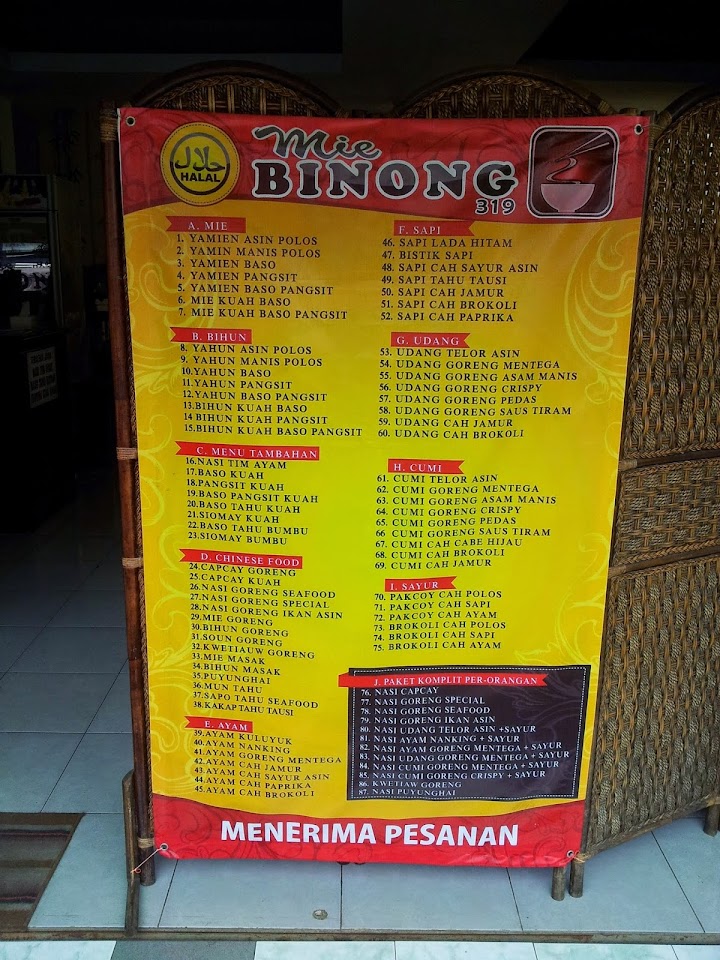 حلال
HALAL
Mie
BINONG
319
A. MIE
1. YAMIEN ASIN POLOS
2. YAMIN MANIS POLOS
3. YAMIEN BASO
4. YAMIEN PANGSIT
5. YAMIEN BASO PANGSIT
6. MIE KUAH BASO
7. MIE KUAH BASO PANGSIT
B. BIHUN
8. YAHUN ASIN POLOS
9. YAHUN MANIS POLOS
10.YAHUN BASO
11.YAHUN PANGSIT
12.YAHUN BASO PANGSIT
13.BIHUN KUAH BASO
14 BIHUN KUAH PANGSIT
15.BIHUN KUAH BASO PANGSIT
C. MENU TAMBAHAN
16.NASI TIM AYAM
17.BASO KUAH
18.PANGSIT KUAH
19.BASO PANGSIT KUAH
20.BASO TAHU KUAH
21.SIOMAY KUAH
22.BASO TAHU BUMBU
23.SIOMAY BUMBU
D. CHINESE FOOD
24.CAPCAY GORENG
25.CAPCAY KUAH
26.NASI GORENG SEAFOOD
27.NASI GORENG SPECIAL
28.NASI GORENG IKAN ASIN
29.MIE GORENG
30.BIHUN GORENG
31.SOUN GORENG
32.KWETIAUW GORENG
33.MIE MASAK
34.BIHUN MASAK
35.PUYUNGHAI
36.MUN TAHU
37.SAPO TAHU SEAFOOD
38.KAKAP TAHU TAUSI
E. AYAM
39.AYAM KULUYUK
40.AYAM NANKING
41.AYAM GORENG MENTEGA
42.AYAM CAH JAMUR
43.AYAM CAH SAYUR ASIN
44.AYAM CAH PAPRIKA
45.AYAM CAH BROKOLI
F. SAPI
46. SAPI LADA HITAM
47. BISTIK SAPI
48. SAPI CAH SAYUR ASIN
49. SAPI TAHU TAUSI
50. SAPI CAH JAMUR
51. SAPI CAH BROKOLI
52. SAPI CAH PAPRIKA
G. UDANG
53. UDANG TELOR ASIN
54. UDANG GORENG MENTEGA
55. UDANG GORENG ASAM MANIS
56. UDANG GORENG CRISPY
57. UDANG GORENG PEDAS
58. UDANG GORENG SAUS TIRAM
59. UDANG CAH JAMUR
60. UDANG CAH BROKOLI
H. CUMI
61. CUMI TELOR ASIN
62. CUMI GORENG MENTEGA
63. CUMI GORENG ASAM MANIS
64. CUMI GORENG CRISPY
65. CUMI GORENG PEDAS
66 CUMI GORENG SAUS TIRAM
67. CUMI CAH CABE HIJAU
68. CUMI CAH BROKOLI
69. CUMI CAH JAMUR
I. SAYUR
70. PAKCOY CAH POLOS
71. PAKCOY CAH SAPI
72. PAKCOY CAH AYAM
73. BROKOLI CAH POLOS
74. BROKOLI CAH SAPI
75. BROKOLI CAH AYAM
J. PAKET KOMPLIT PER-ORANGAN
76. NASI CAPCAY
77. NASI GORENG SPECIAL
78. NASI GORENG SEAFOOD
79. NASI GORENG IKAN ASIN
80. NASI UDANG TELOR ASIN +SAYUR
81. NASI AYAM NANKING + SAYUR
82. NASI AYAM GORENG MENTEGA + SAYUR
83. NASI UDANG GORENG MENTEGA + SAYUR
84. NASI CUMI GORENG MENTEGA + SAYUR
85. NASI CUMI GORENG CRISPY + SAYUR
86. KWETIAW GORENG
87. NASI PUYUNGHAI
MENERIMA PESANAN